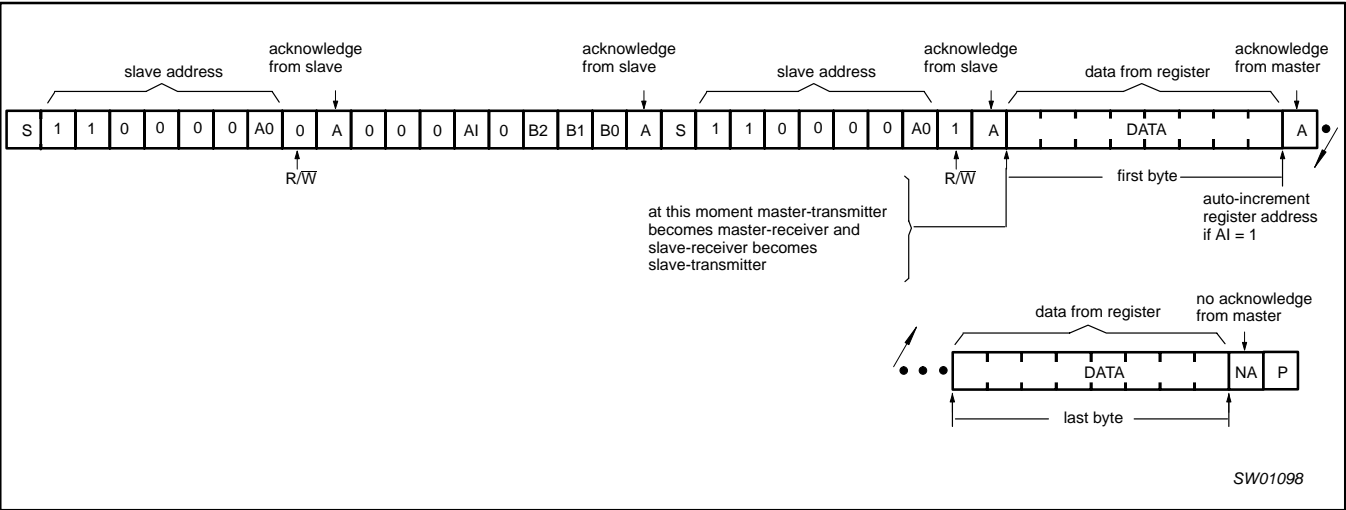 acknowledge
from slave
acknowledge
from slave
acknowledge
from slave
acknowledge
from master
slave address
slave address
data from register
S 1 1 0 0 0 0 A0 0 A 0 0 0 AI 0 B2 B1 B0 A S 1 1 0 0 0 0 A0 1 A DATA A
R/W̅
R/W̅
first byte
at this moment master-transmitter
becomes master-receiver and
slave-receiver becomes
slave-transmitter
auto-increment
register address
if AI = 1
data from register
no acknowledge
from master
DATA NA P
last byte
SW01098